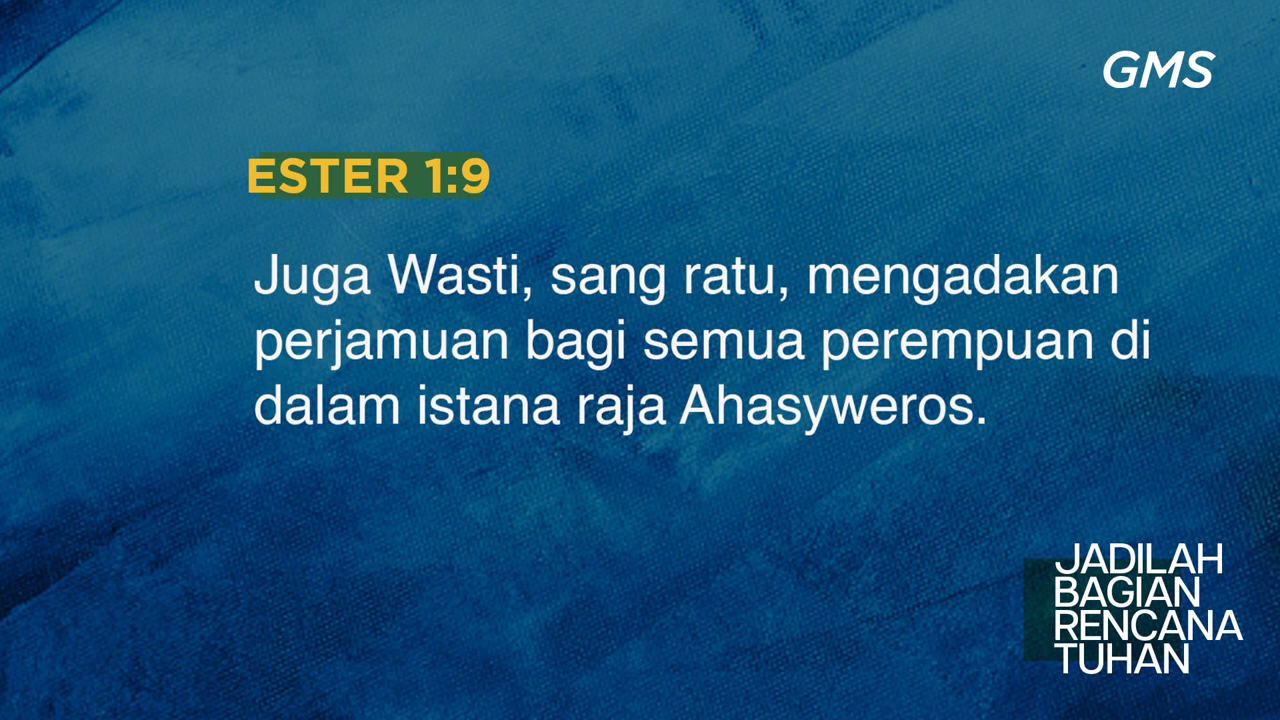 GMS
ESTER 1:9
Juga Wasti, sang ratu, mengadakan
perjamuan bagi semua perempuan di
dalam istana raja Ahasyweros.
JADILAH
BAGIAN
RENCANA
TUHAN